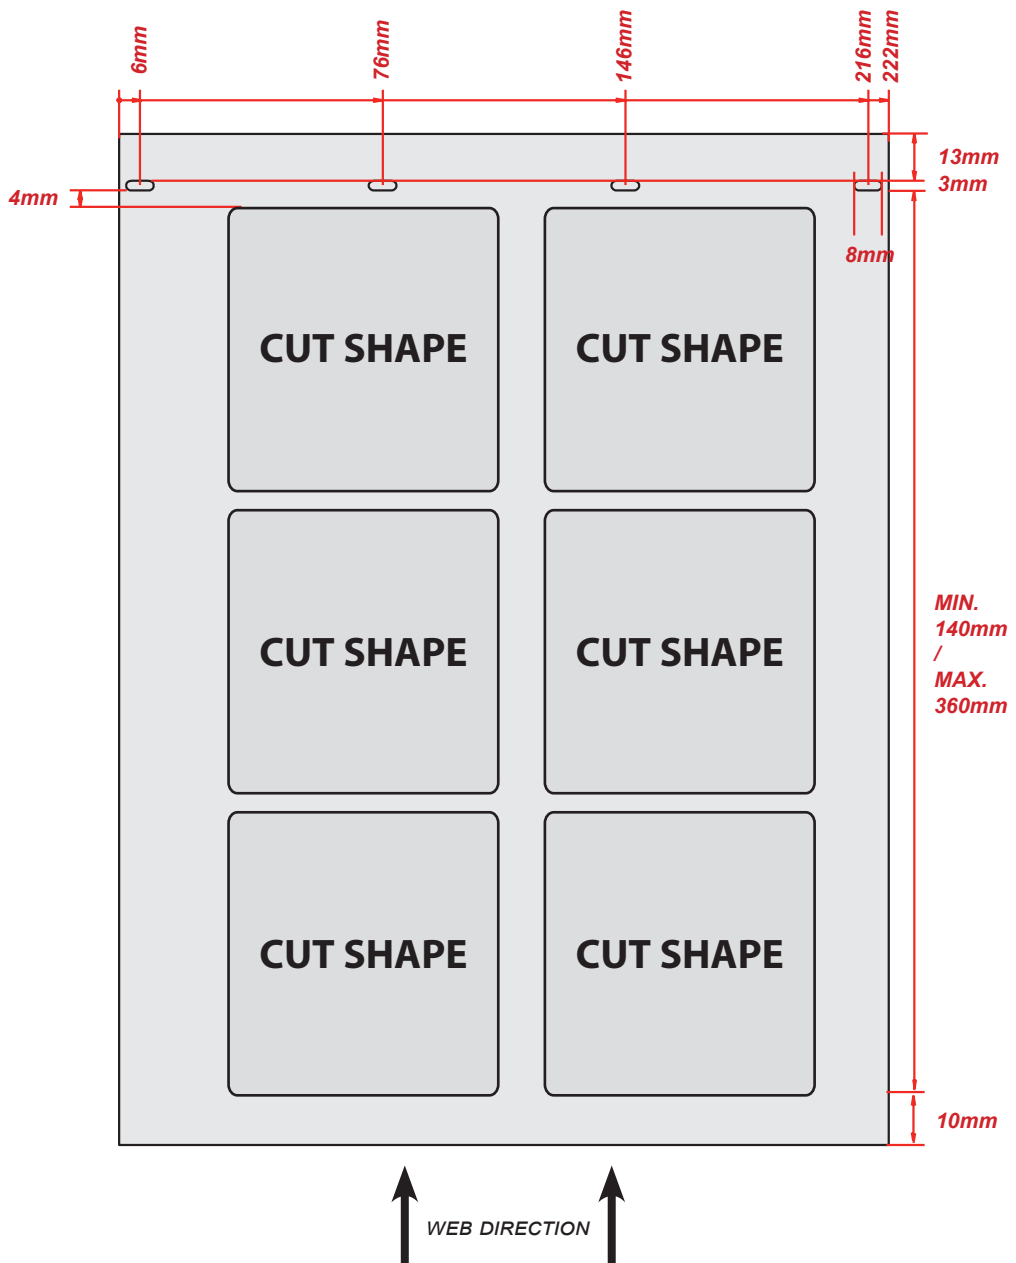 6mm
76mm
146mm
216mm
222mm
13mm
3mm
4mm
8mm
CUT SHAPE
CUT SHAPE
MIN.
140mm
/
MAX.
360mm
CUT SHAPE
CUT SHAPE
CUT SHAPE
CUT SHAPE
10mm
WEB DIRECTION